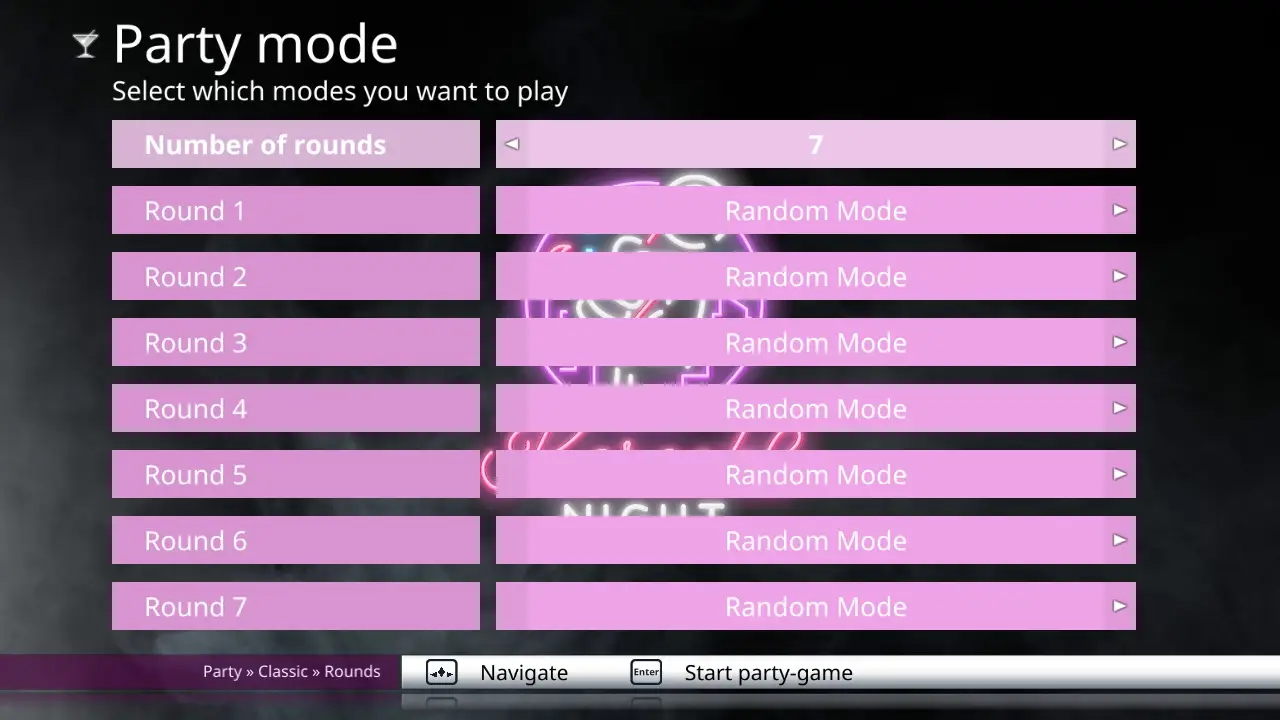 Party mode
Select which modes you want to play
Number of rounds 7
Round 1 Random Mode
Round 2 Random Mode
Round 3 Random Mode
Round 4 Random Mode
Round 5 Random Mode
NIGHT
Round 6 Random Mode
Round 7 Random Mode
Party » Classic » Rounds Navigate Enter Start party-game